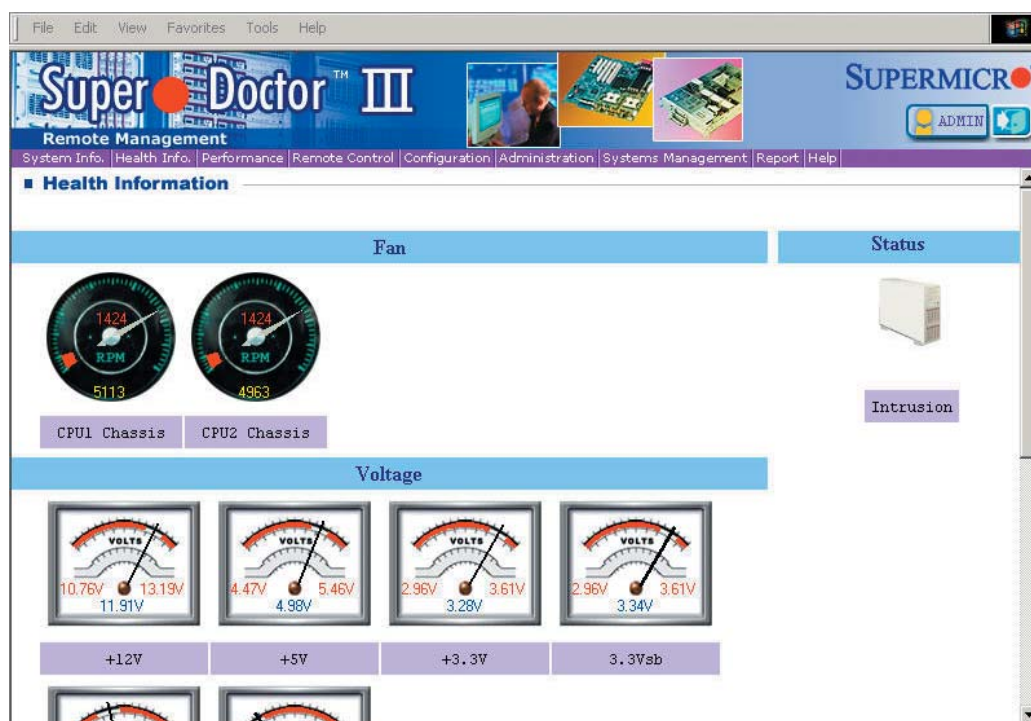 File Edit View Favorites Tools Help
Super Doctor™ III
SUPERMICR
ADMIN
Remote Management
System Info. Health Info. Performance Remote Control Configuration Administration Systems Management Report Help
Health Information
Fan
Status
1424 1424
RPM RPM
5113 4963
Intrusion
CPU1 Chassis CPU2 Chassis
Voltage
VOLTS VOLTS VOLTS VOLTS
10.76V 13.19V 4.47V 5.46V 2.96V 3.61V 2.96V 3.61V
11.91V 4.98V 3.28V 3.34V
+12V +5V +3.3V 3.3Vsb